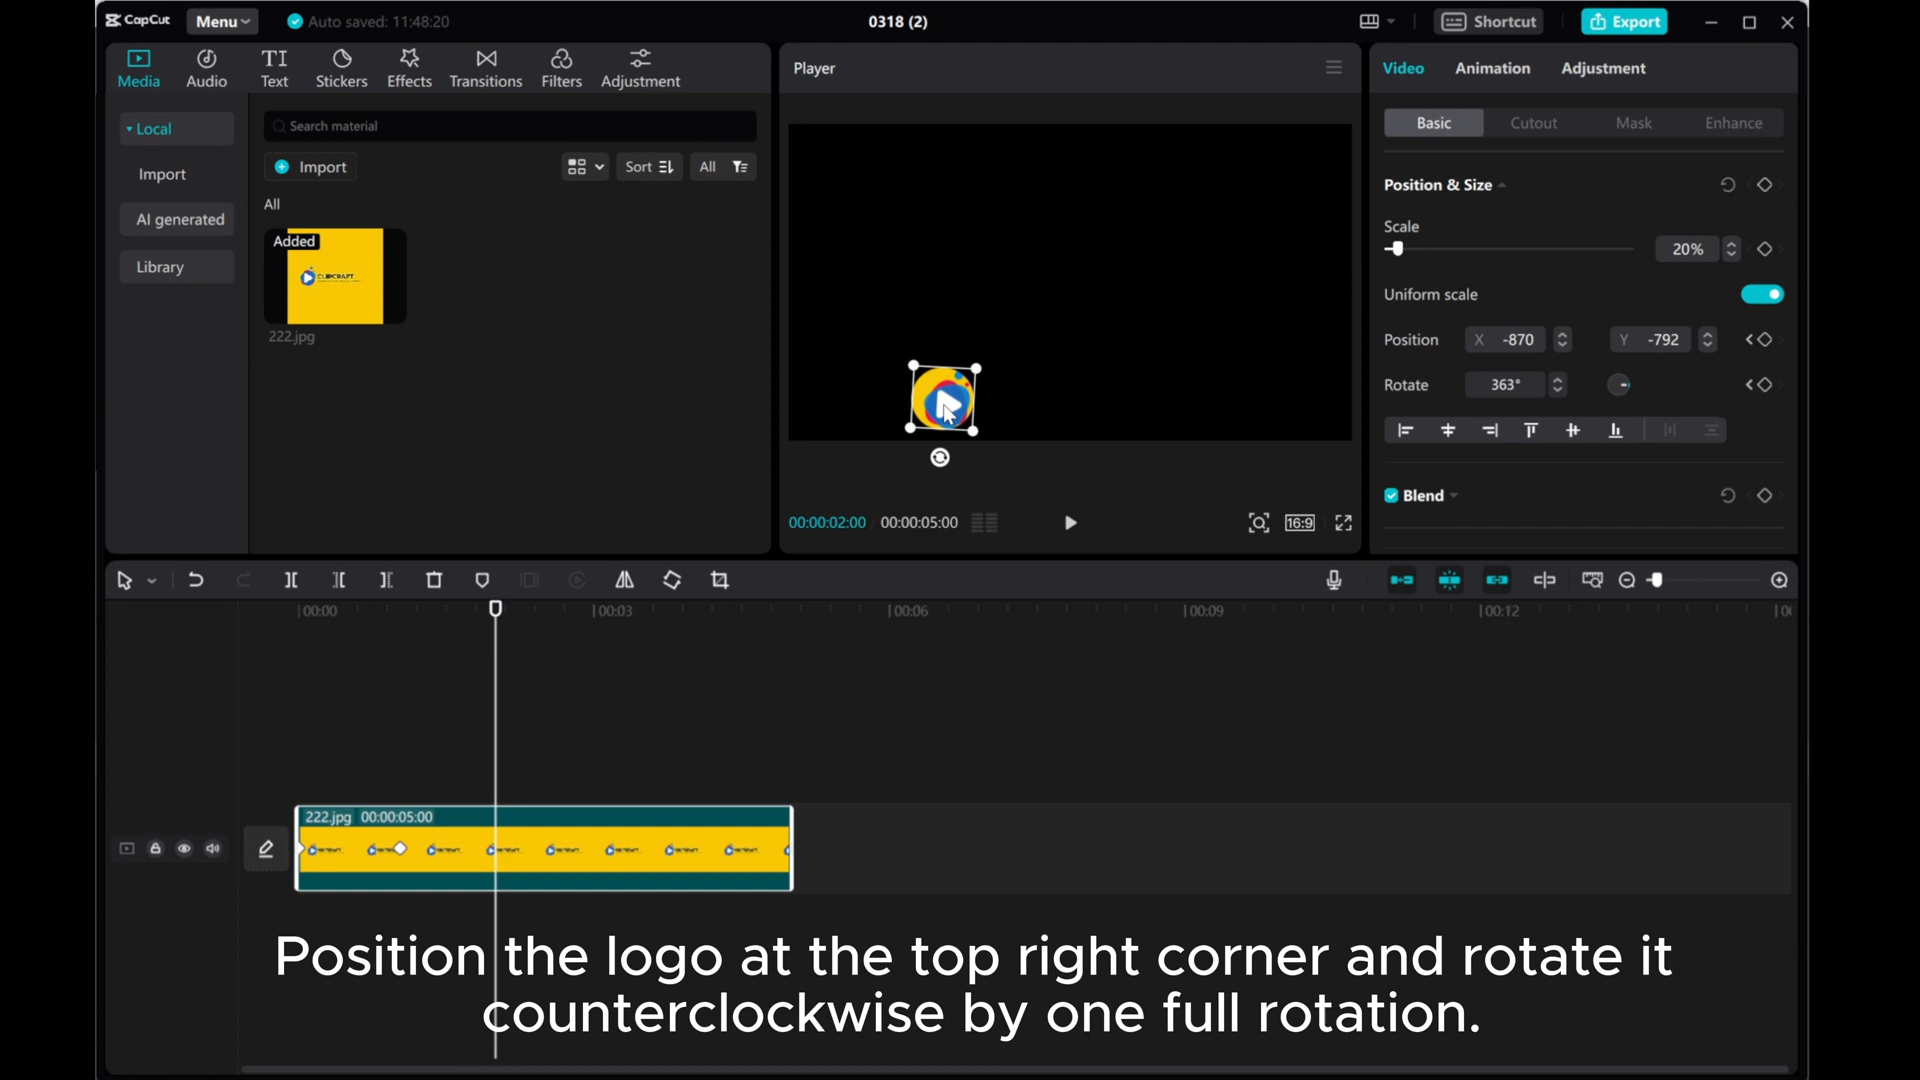 CapCut
Menu
Auto saved: 11:48:20
0318 (2)
Shortcut
Export
Media
Audio
Text
Stickers
Effects
Transitions
Filters
Adjustment
Player
Video
Animation
Adjustment
Local
Import
AI generated
Library
Search material
Import
Sort
All
All
Added
CLIPCRAFT
222.jpg
00:00:02:00
00:00:05:00
16:9
Basic
Cutout
Mask
Enhance
Position & Size
Scale
20%
Uniform scale
Position
X -870
Y -792
Rotate
363°
Blend
00:00
00:03
00:06
00:09
00:12
222.jpg 00:00:05:00
Position the logo at the top right corner and rotate it
counterclockwise by one full rotation.